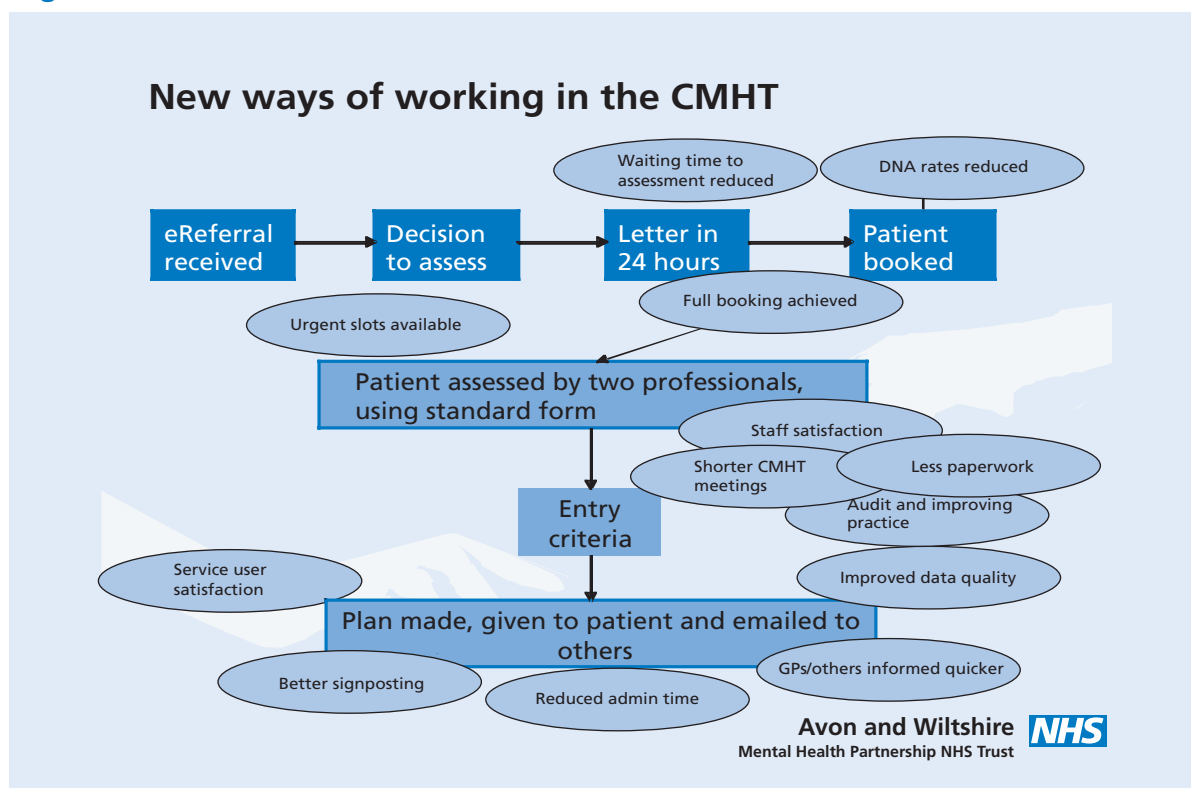 New ways of working in the CMHT
Waiting time to
assessment reduced
DNA rates reduced
eReferral
received
Decision
to assess
Letter in
24 hours
Patient
booked
Full booking achieved
Urgent slots available
Patient assessed by two professionals,
using standard form
Staff satisfaction
Shorter CMHT
meetings
Less paperwork
Audit and improving
practice
Entry
criteria
Service user
satisfaction
Improved data quality
Plan made, given to patient and emailed to
others
Better signposting
Reduced admin time
GPs/others informed quicker
Avon and Wiltshire
NHS
Mental Health Partnership NHS Trust